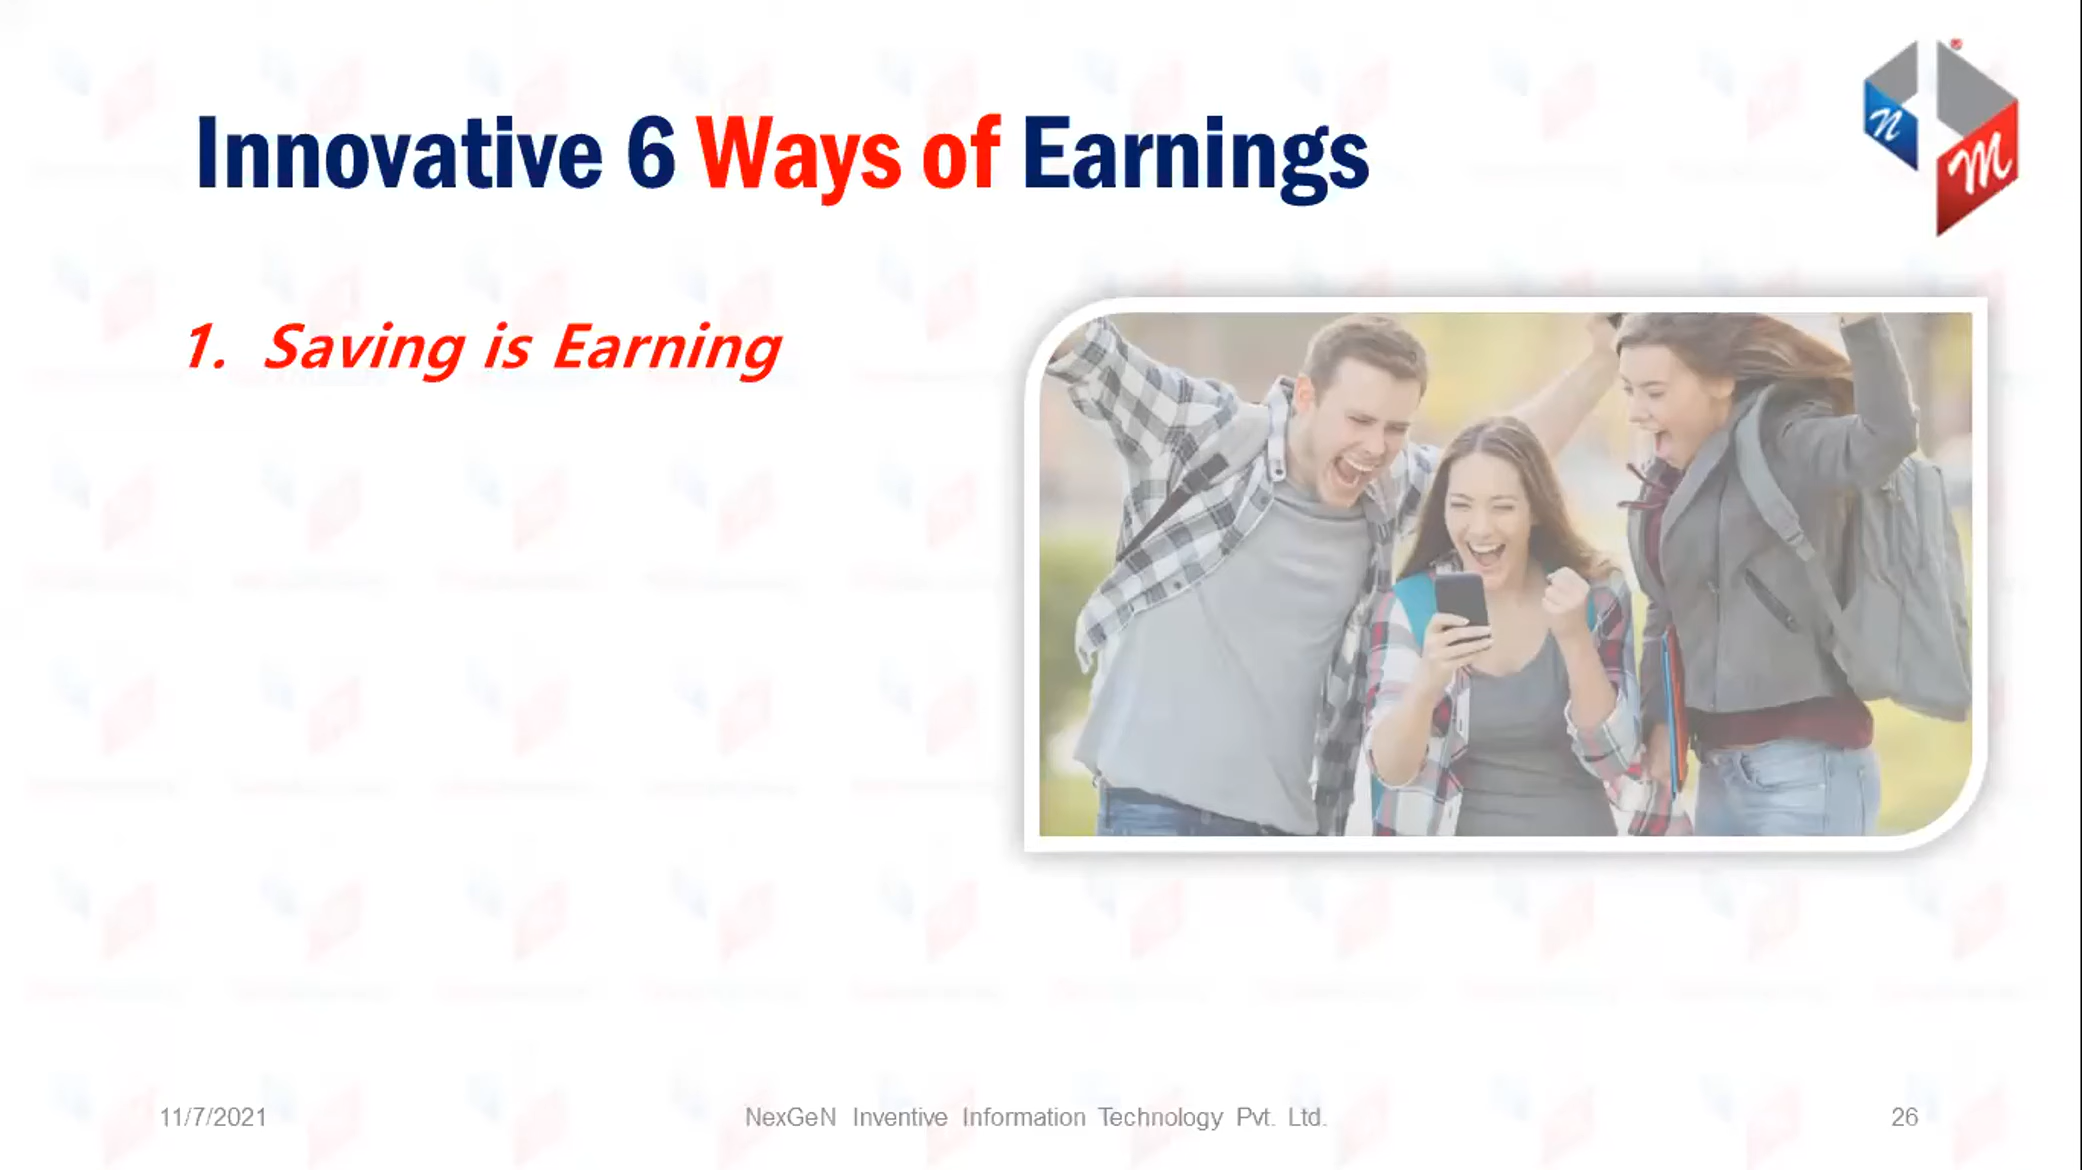 Innovative 6 Ways of Earnings
n
m
1. Saving is Earning
11/7/2021
NexGeN Inventive Information Technology Pvt. Ltd.
26